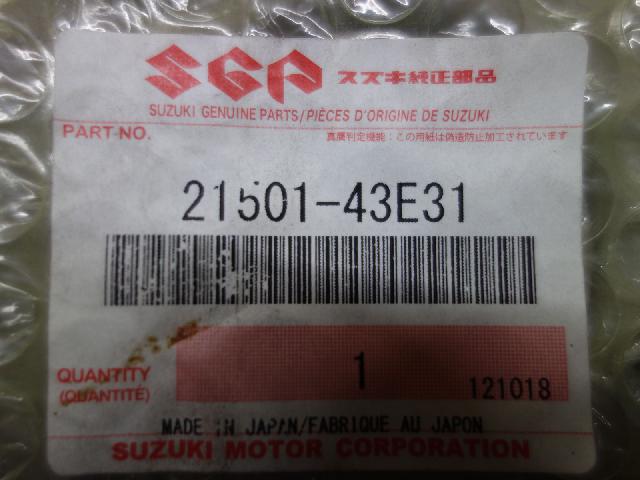 SGP スズキ純正部品
SUZUKI GENUINE PARTS/PIÈCES D'ORIGINE DE SUZUKI
PART NO. 真贋判定機能：この用紙は偽造防止加工されています
21501-43E31
QUANTITY 1 121018
(QUANTITÉ)
MADE IN JAPAN/FABRIQUE AU JAPON
SUZUKI MOTOR CORPORATION